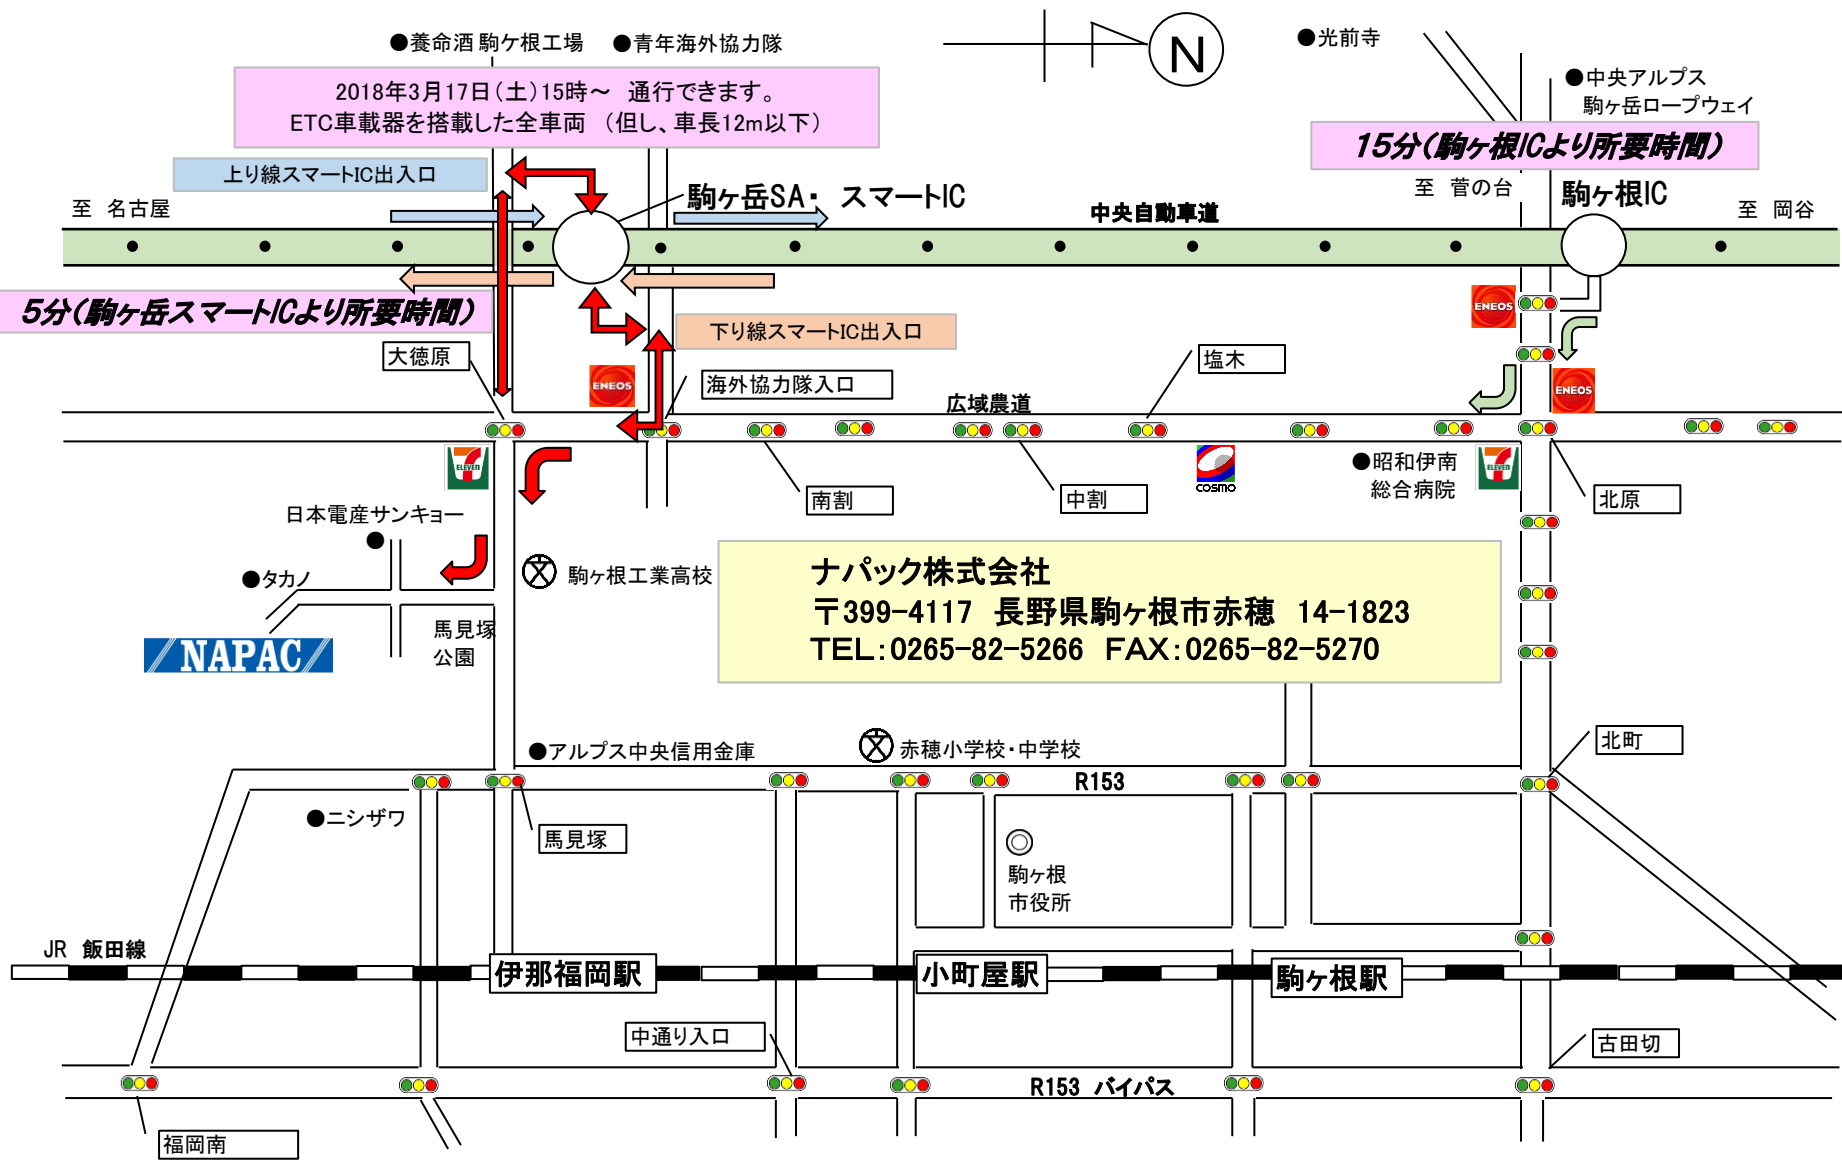 ●養命酒 駒ケ根工場
●青年海外協力隊
N
●光前寺
●中央アルプス
駒ヶ岳ロープウェイ
2018年3月17日(土)15時～　通行できます。
ETC車載器を搭載した全車両　(但し、車長12m以下)
15分(駒ヶ根ICより所要時間)
上り線スマートIC出入口
至　名古屋
駒ヶ岳SA・　スマートIC
中央自動車道
至　菅の台
駒ヶ根IC
至　岡谷
5分(駒ヶ岳スマートICより所要時間)
下り線スマートIC出入口
大徳原
ENEOS
海外協力隊入口
広域農道
塩木
ENEOS
ENEOS
7
ELEVEN
南割
中割
COSMO
●昭和伊南
総合病院
7
ELEVEN
北原
日本電産サンキョー
●
●タカノ
文
駒ヶ根工業高校
NAPAC
馬見塚
公園
ナパック株式会社
〒399-4117　長野県駒ヶ根市赤穂　14-1823
TEL:0265-82-5266　FAX:0265-82-5270
●アルプス中央信用金庫
文
赤穂小学校・中学校
R153
北町
●ニシザワ
馬見塚
駒ヶ根
市役所
JR　飯田線
伊那福岡駅
小町屋駅
駒ヶ根駅
中通り入口
古田切
R153　バイパス
福岡南